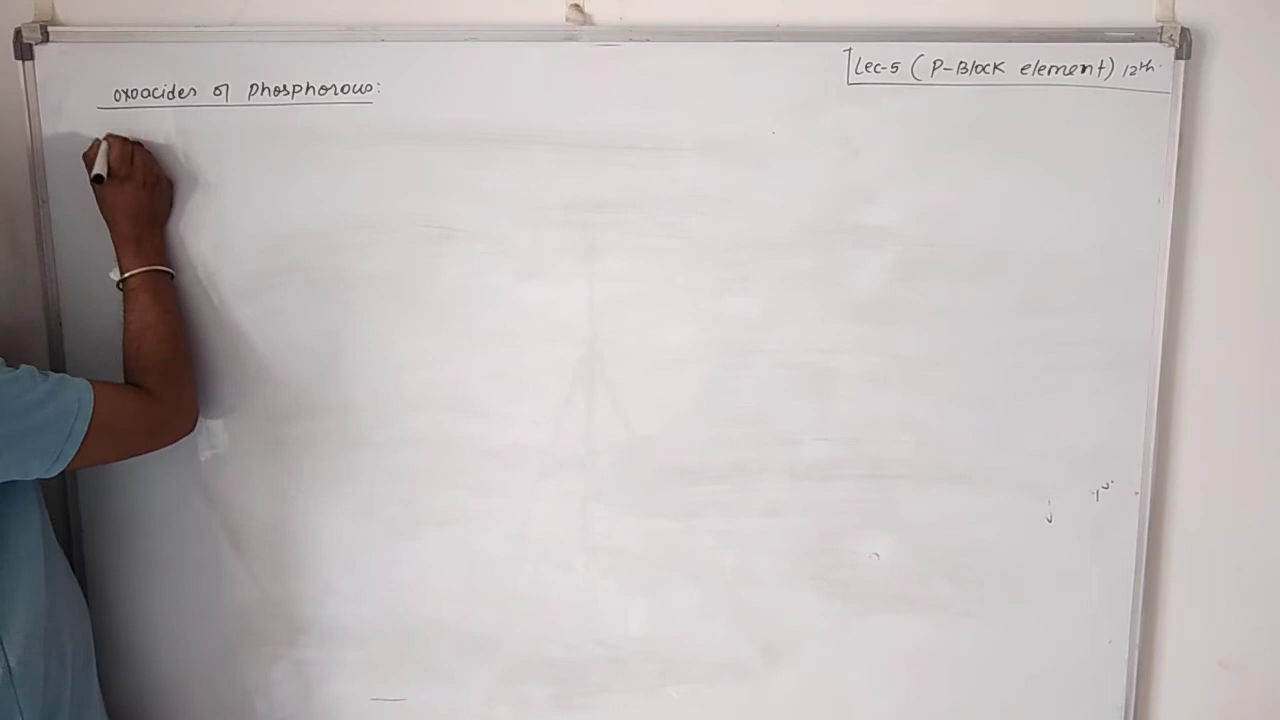 Lec-5 (P-Block element) 12th.
oxoacides of phosphorous: